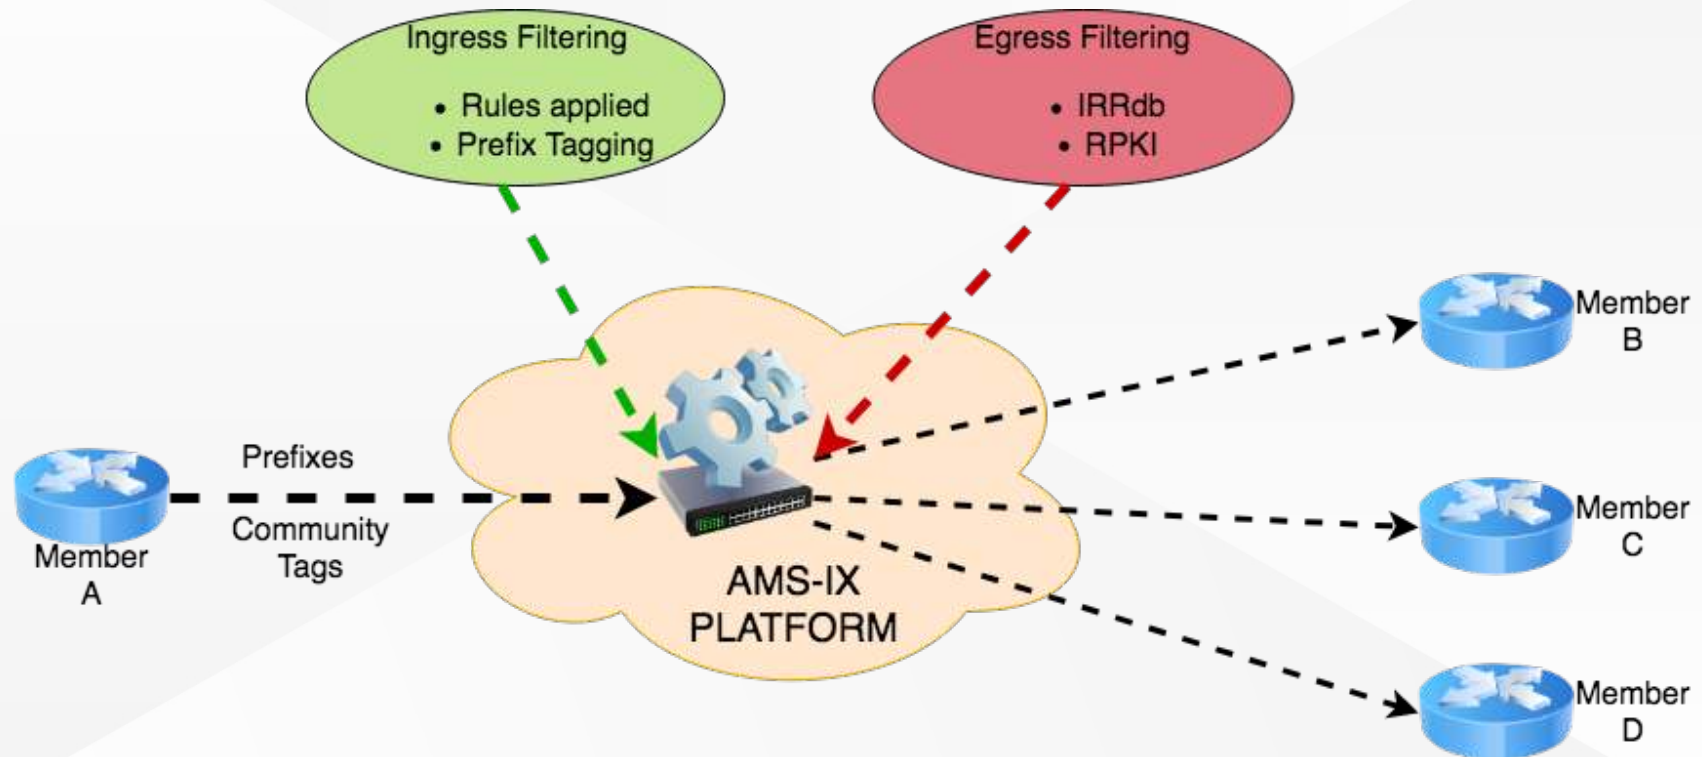 Ingress Filtering
• Rules applied
• Prefix Tagging
Egress Filtering
• IRRdb
• RPKI
Member
B
Prefixes
Community
Tags
Member
A
AMS-IX
PLATFORM
Member
C
Member
D